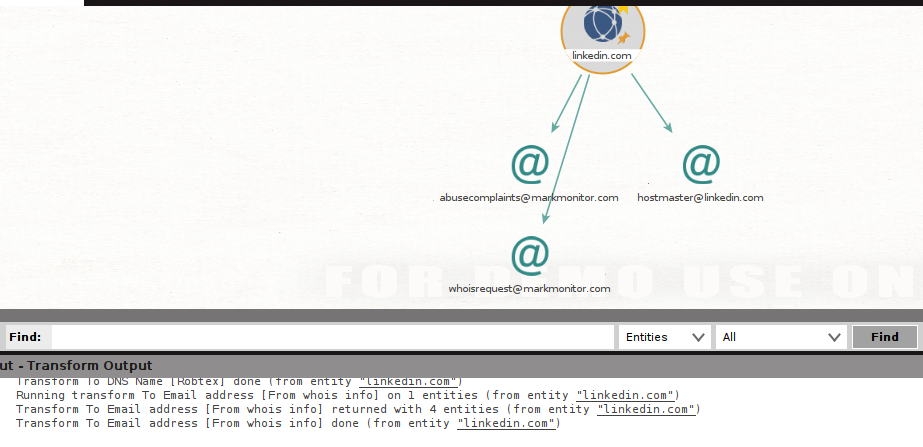 linkedin.com
abusecomplaints@markmonitor.com
hostmaster@linkedin.com
whoisrequest@markmonitor.com
FOR DEMO USE ON
Find:
Entities
All
Find
ut - Transform Output
Transform To DNS Name [Robtex] done (from entity "linkedin.com")
Running transform To Email address [From whois info] on 1 entities (from entity "linkedin.com")
Transform To Email address [From whois info] returned with 4 entities (from entity "linkedin.com")
Transform To Email address [From whois info] done (from entity "linkedin.com")